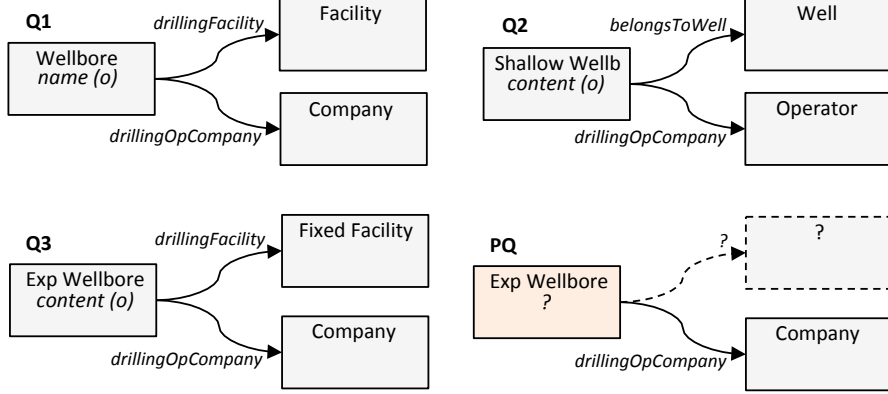 Q1
drillingFacility
Facility
Wellbore
name (o)
Company
drillingOpCompany
Q2
belongsToWell
Well
Shallow Wellb
content (o)
Operator
drillingOpCompany
Q3
drillingFacility
Fixed Facility
Exp Wellbore
content (o)
Company
drillingOpCompany
PQ
?
?
Exp Wellbore
?
Company
drillingOpCompany